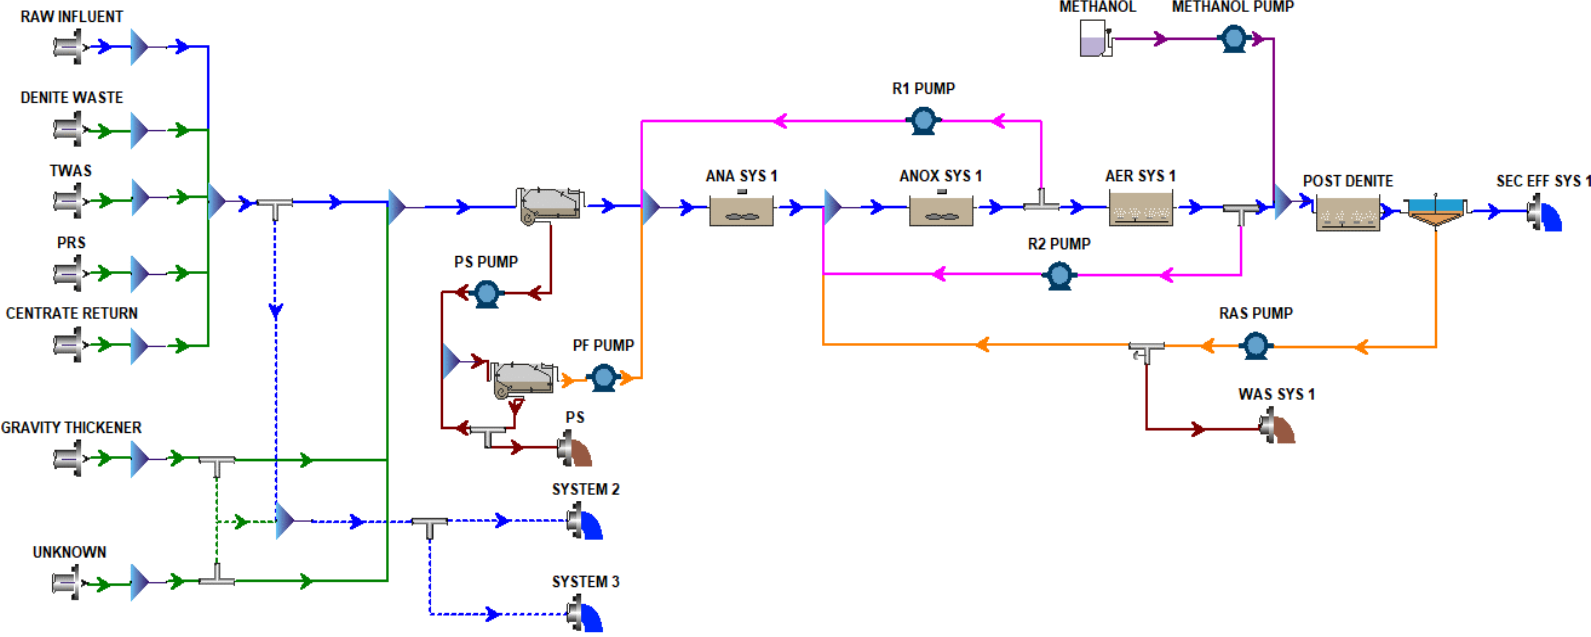 RAW INFLUENT
METHANOL
METHANOL PUMP
DENITE WASTE
R1 PUMP
TWAS
ANA SYS 1
ANOX SYS 1
AER SYS 1
POST DENITE
SEC EFF SYS 1
PRS
PS PUMP
R2 PUMP
CENTRATE RETURN
RAS PUMP
PF PUMP
WAS SYS 1
PS
GRAVITY THICKENER
SYSTEM 2
UNKNOWN
SYSTEM 3